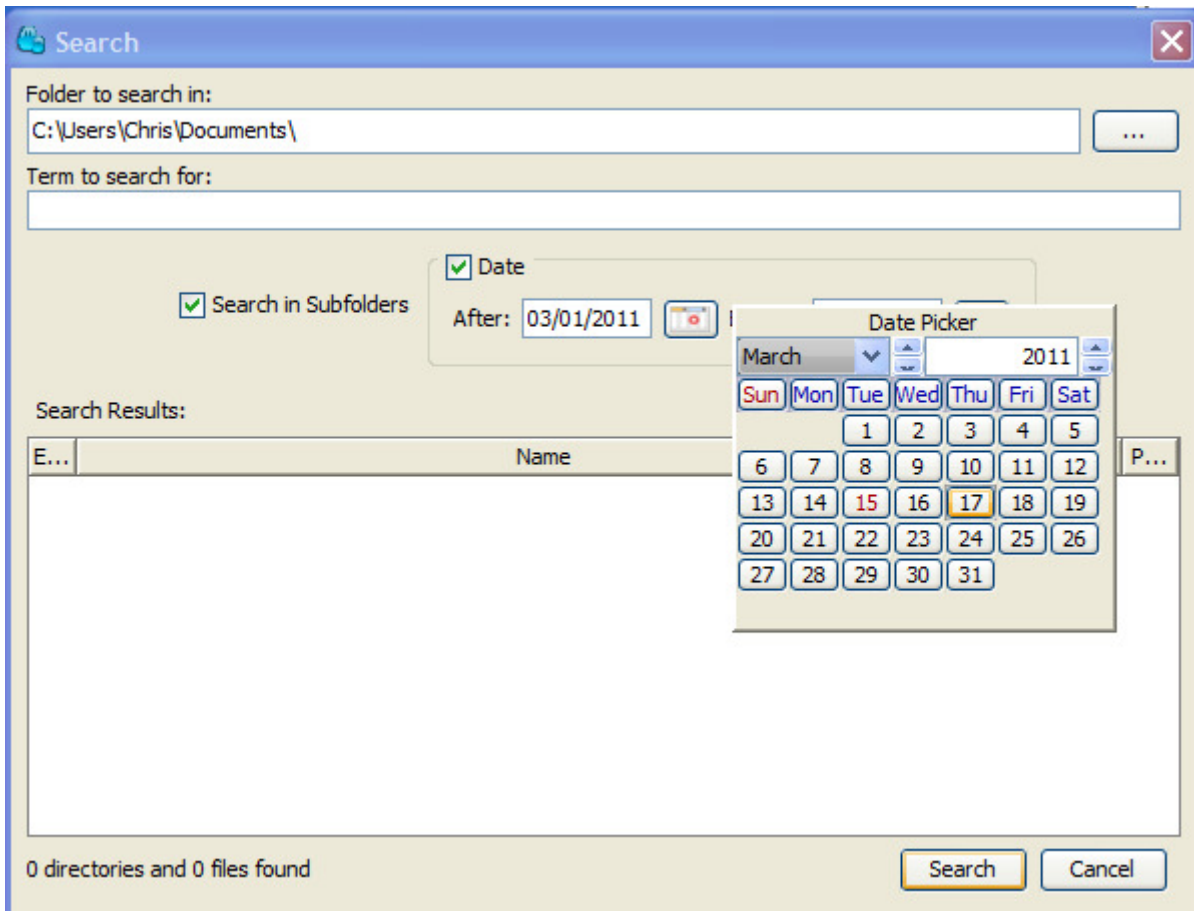 Search
Folder to search in:
C:\Users\Chris\Documents\
...
Term to search for:
Date
Search in Subfolders
After: 03/01/2011
Date Picker
March 2011
Sun Mon Tue Wed Thu Fri Sat
1 2 3 4 5
6 7 8 9 10 11 12
13 14 15 16 17 18 19
20 21 22 23 24 25 26
27 28 29 30 31
Search Results:
E... Name P...
0 directories and 0 files found
Search Cancel